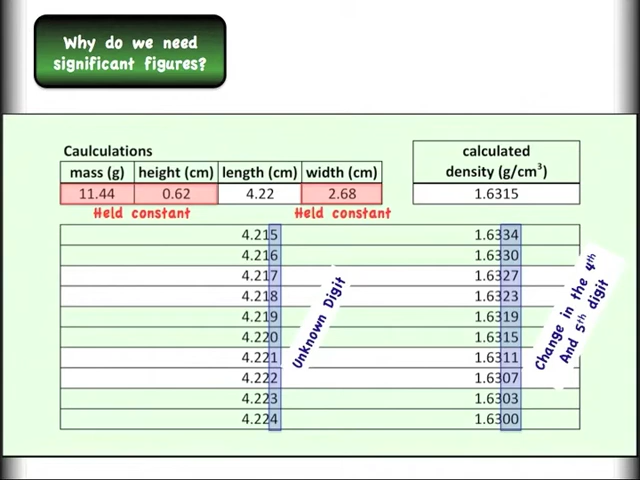 Why do we need
significant figures?
Caulculations
mass (g) height (cm) length (cm) width (cm)
11.44 0.62 4.22 2.68
Held constant Held constant
calculated
density (g/cm³)
1.6315
4.215 1.6334
4.216 1.6330
4.217 1.6327
4.218 1.6323
4.219 1.6319
4.220 1.6315
4.221 1.6311
4.222 1.6307
4.223 1.6303
4.224 1.6300
Unknown Digit
Change in the 4th
And 5th digit